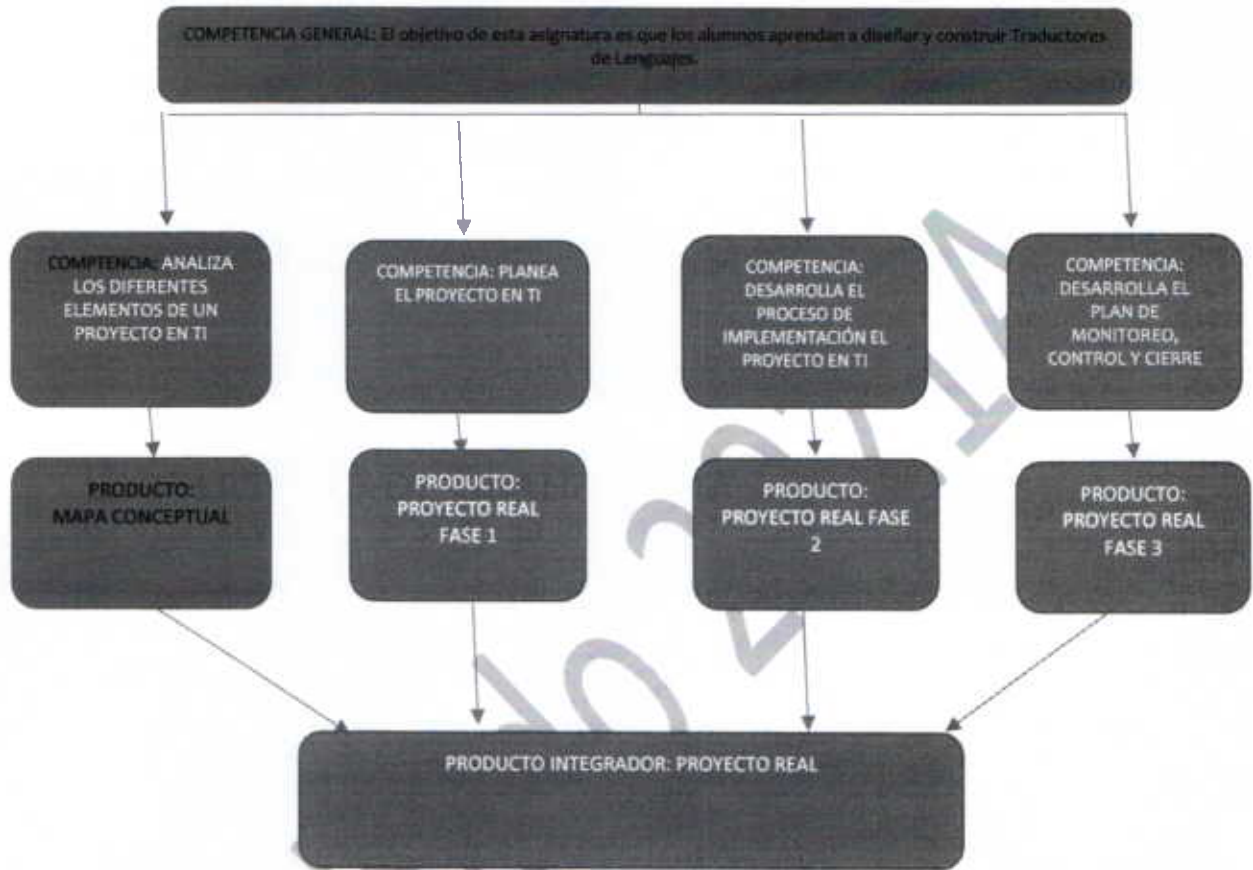 COMPETENCIA GENERAL: El objetivo de esta asignatura es que los alumnos aprendan a diseñar y construir Traductores
de Lenguajes.
COMPTENCIA: ANALIZA
LOS DIFERENTES
ELEMENTOS DE UN
PROYECTO EN TI
COMPETENCIA: PLANEA
EL PROYECTO EN TI
COMPETENCIA:
DESARROLLA EL
PROCESO DE
IMPLEMENTACIÓN EL
PROYECTO EN TI
COMPETENCIA:
DESARROLLA EL
PLAN DE
MONITOREO,
CONTROL Y CIERRE
PRODUCTO:
MAPA CONCEPTUAL
PRODUCTO:
PROYECTO REAL
FASE 1
PRODUCTO:
PROYECTO REAL FASE
2
PRODUCTO:
PROYECTO REAL
FASE 3
PRODUCTO INTEGRADOR: PROYECTO REAL